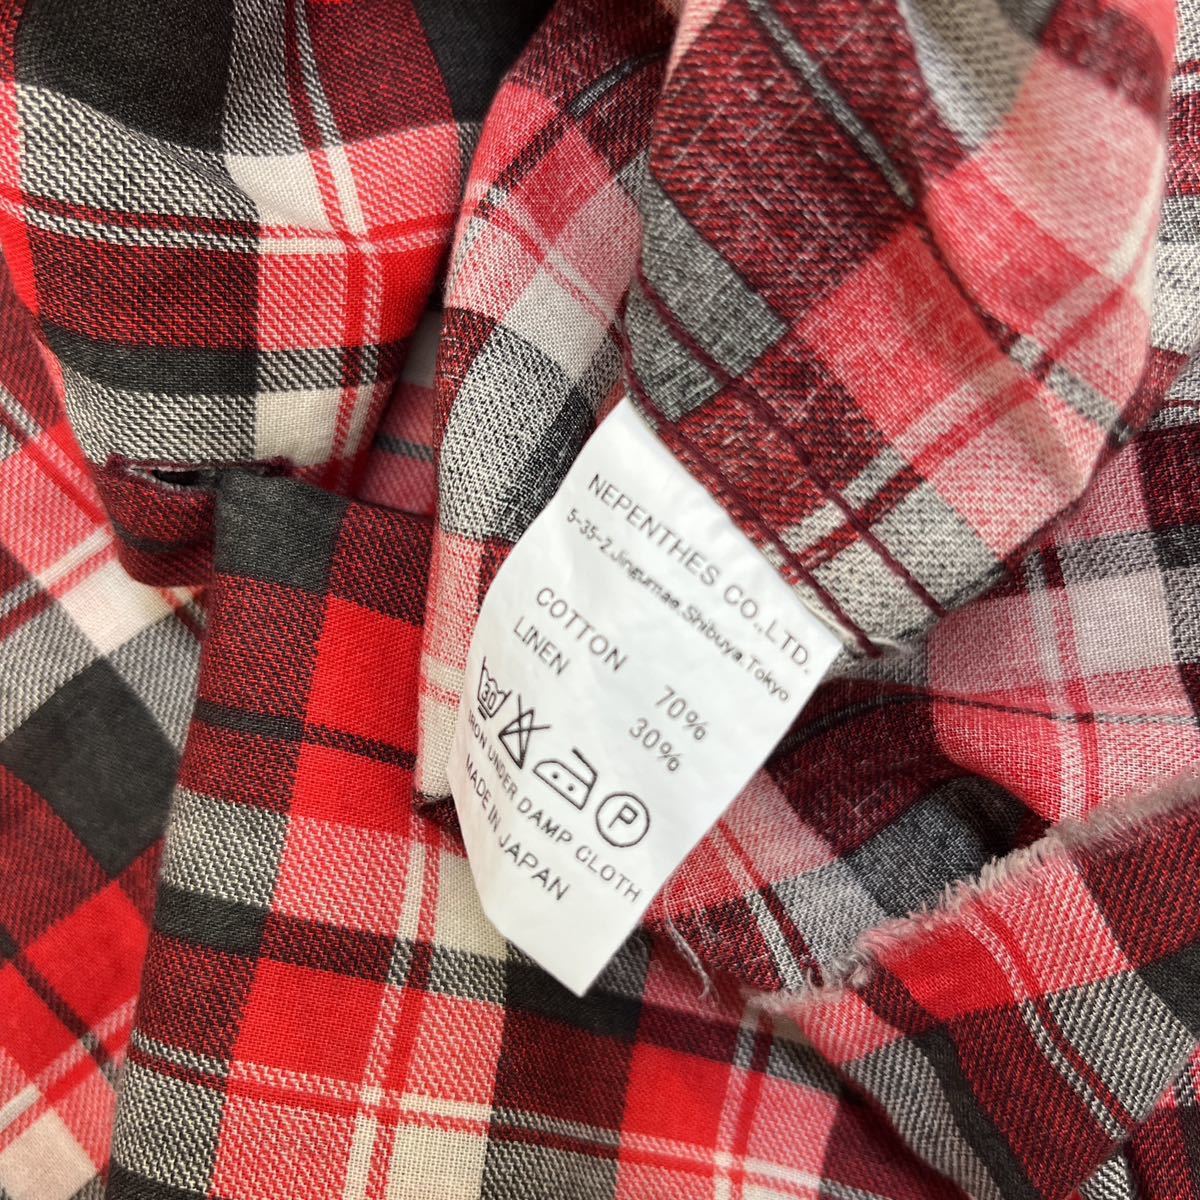 NEPENTHES CO.,LTD.
5-35-2.Jingumae.Shibuya.Tokyo
COTTON 70%
LINEN 30%
30 P
IRON UNDER DAMP CLOTH
MADE IN JAPAN